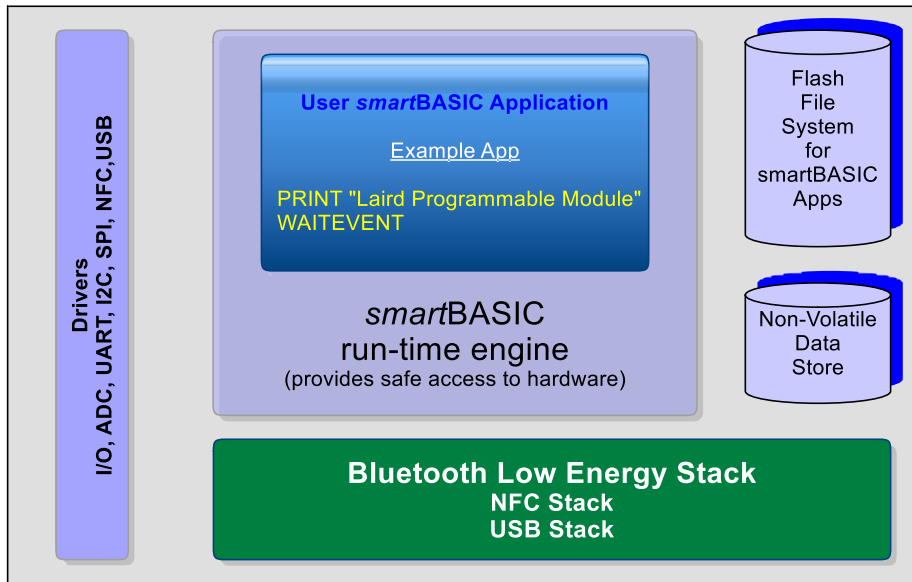 Drivers
I/O, ADC, UART, I2C, SPI, NFC,USB
User smartBASIC Application
Example App
PRINT "Laird Programmable Module"
WAITEVENT
smartBASIC
run-time engine
(provides safe access to hardware)
Flash
File
System
for
smartBASIC
Apps
Non-Volatile
Data
Store
Bluetooth Low Energy Stack
NFC Stack
USB Stack